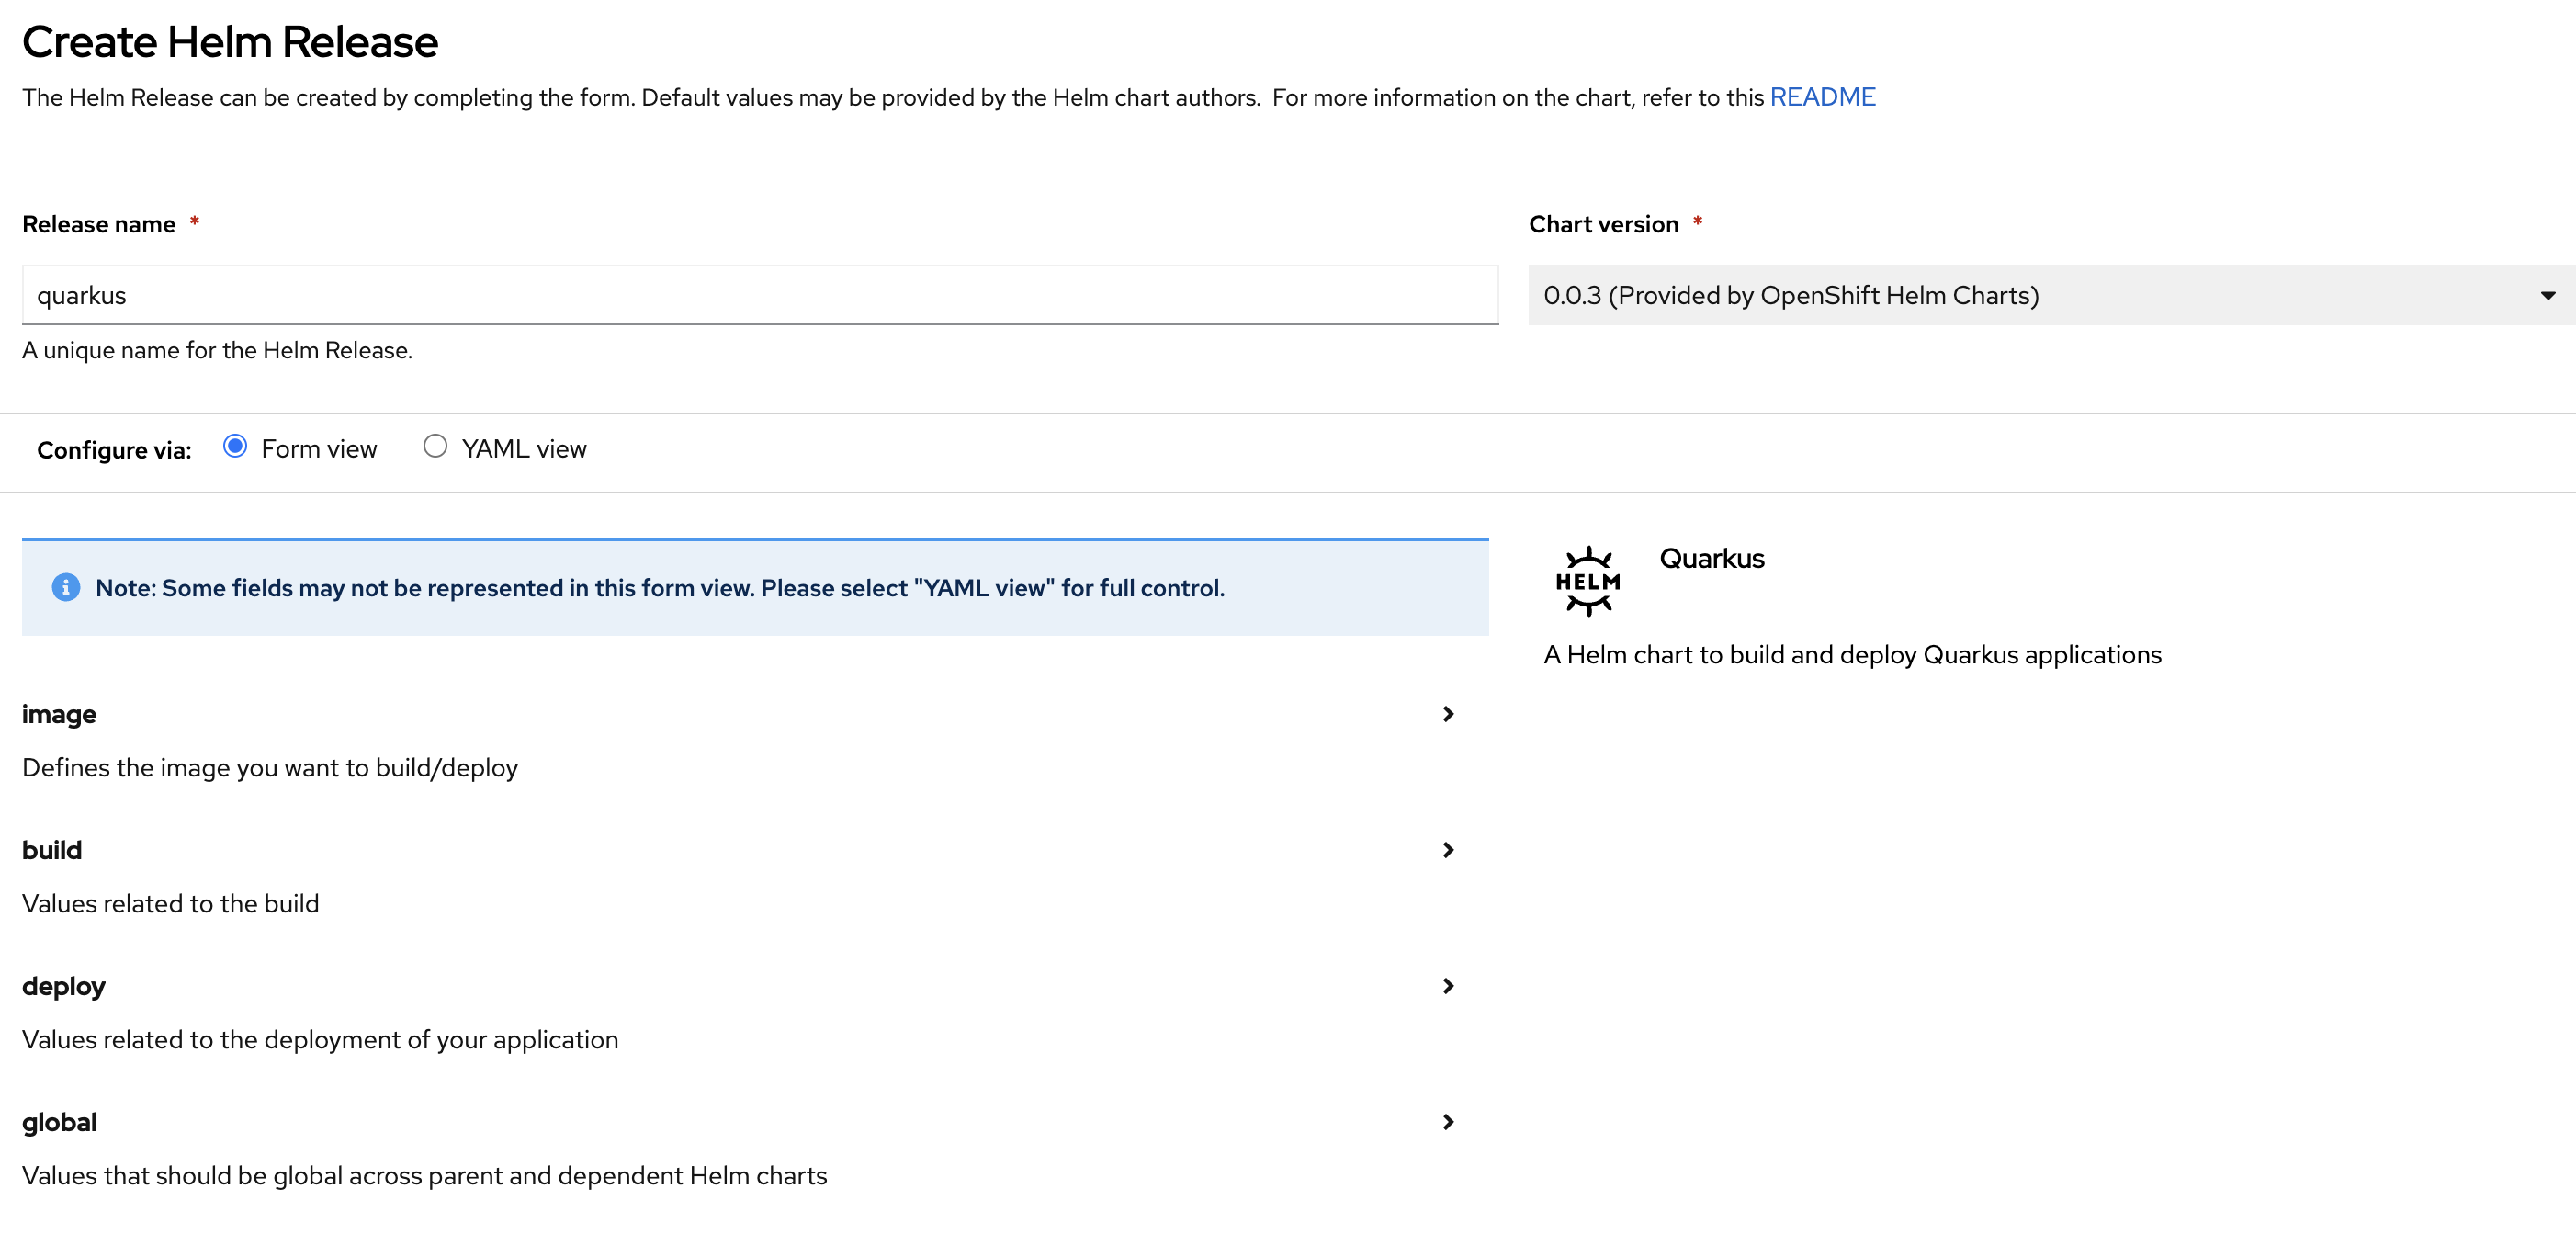 Create Helm Release
The Helm Release can be created by completing the form. Default values may be provided by the Helm chart authors.  For more information on the chart, refer to this README
Release name *
Chart version *
quarkus
0.0.3 (Provided by OpenShift Helm Charts)
A unique name for the Helm Release.
Configure via: Form view YAML view
Note: Some fields may not be represented in this form view. Please select "YAML view" for full control.
HELM
Quarkus
A Helm chart to build and deploy Quarkus applications
image
Defines the image you want to build/deploy
build
Values related to the build
deploy
Values related to the deployment of your application
global
Values that should be global across parent and dependent Helm charts